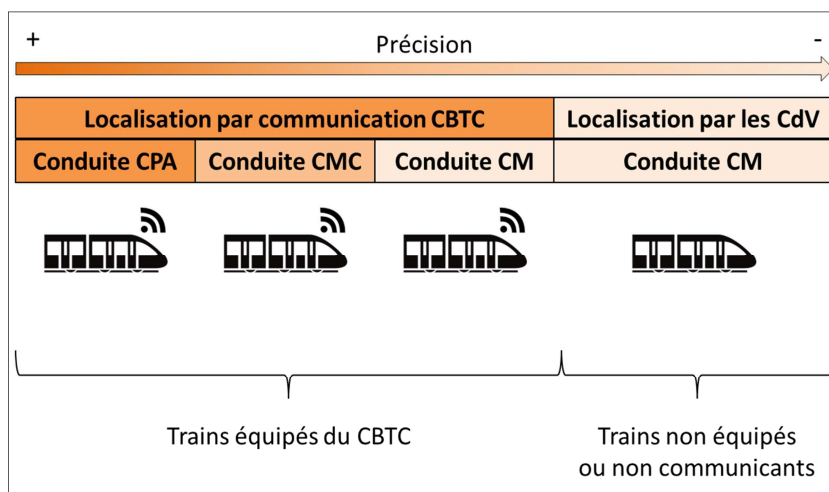 + Précision -
Localisation par communication CBTC Localisation par les CdV
Conduite CPA Conduite CMC Conduite CM Conduite CM
Trains équipés du CBTC
Trains non équipés
ou non communicants